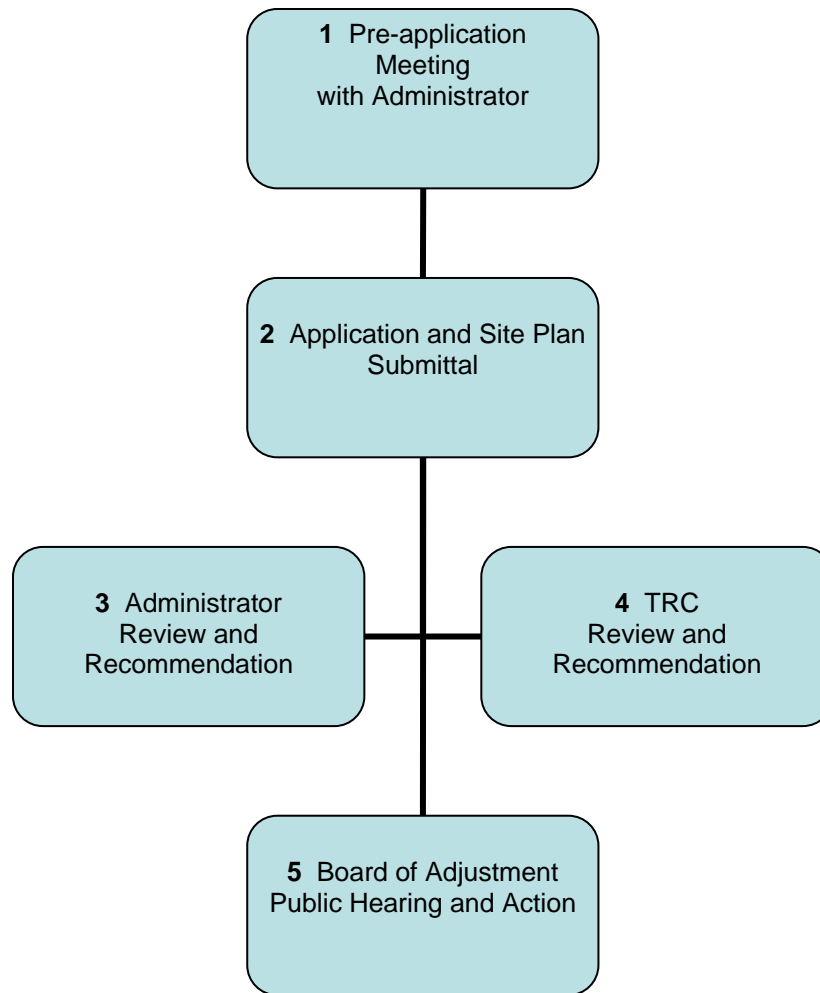 1 Pre-application
Meeting
with Administrator
2 Application and Site Plan
Submittal
3 Administrator
Review and
Recommendation
4 TRC
Review and
Recommendation
5 Board of Adjustment
Public Hearing and Action